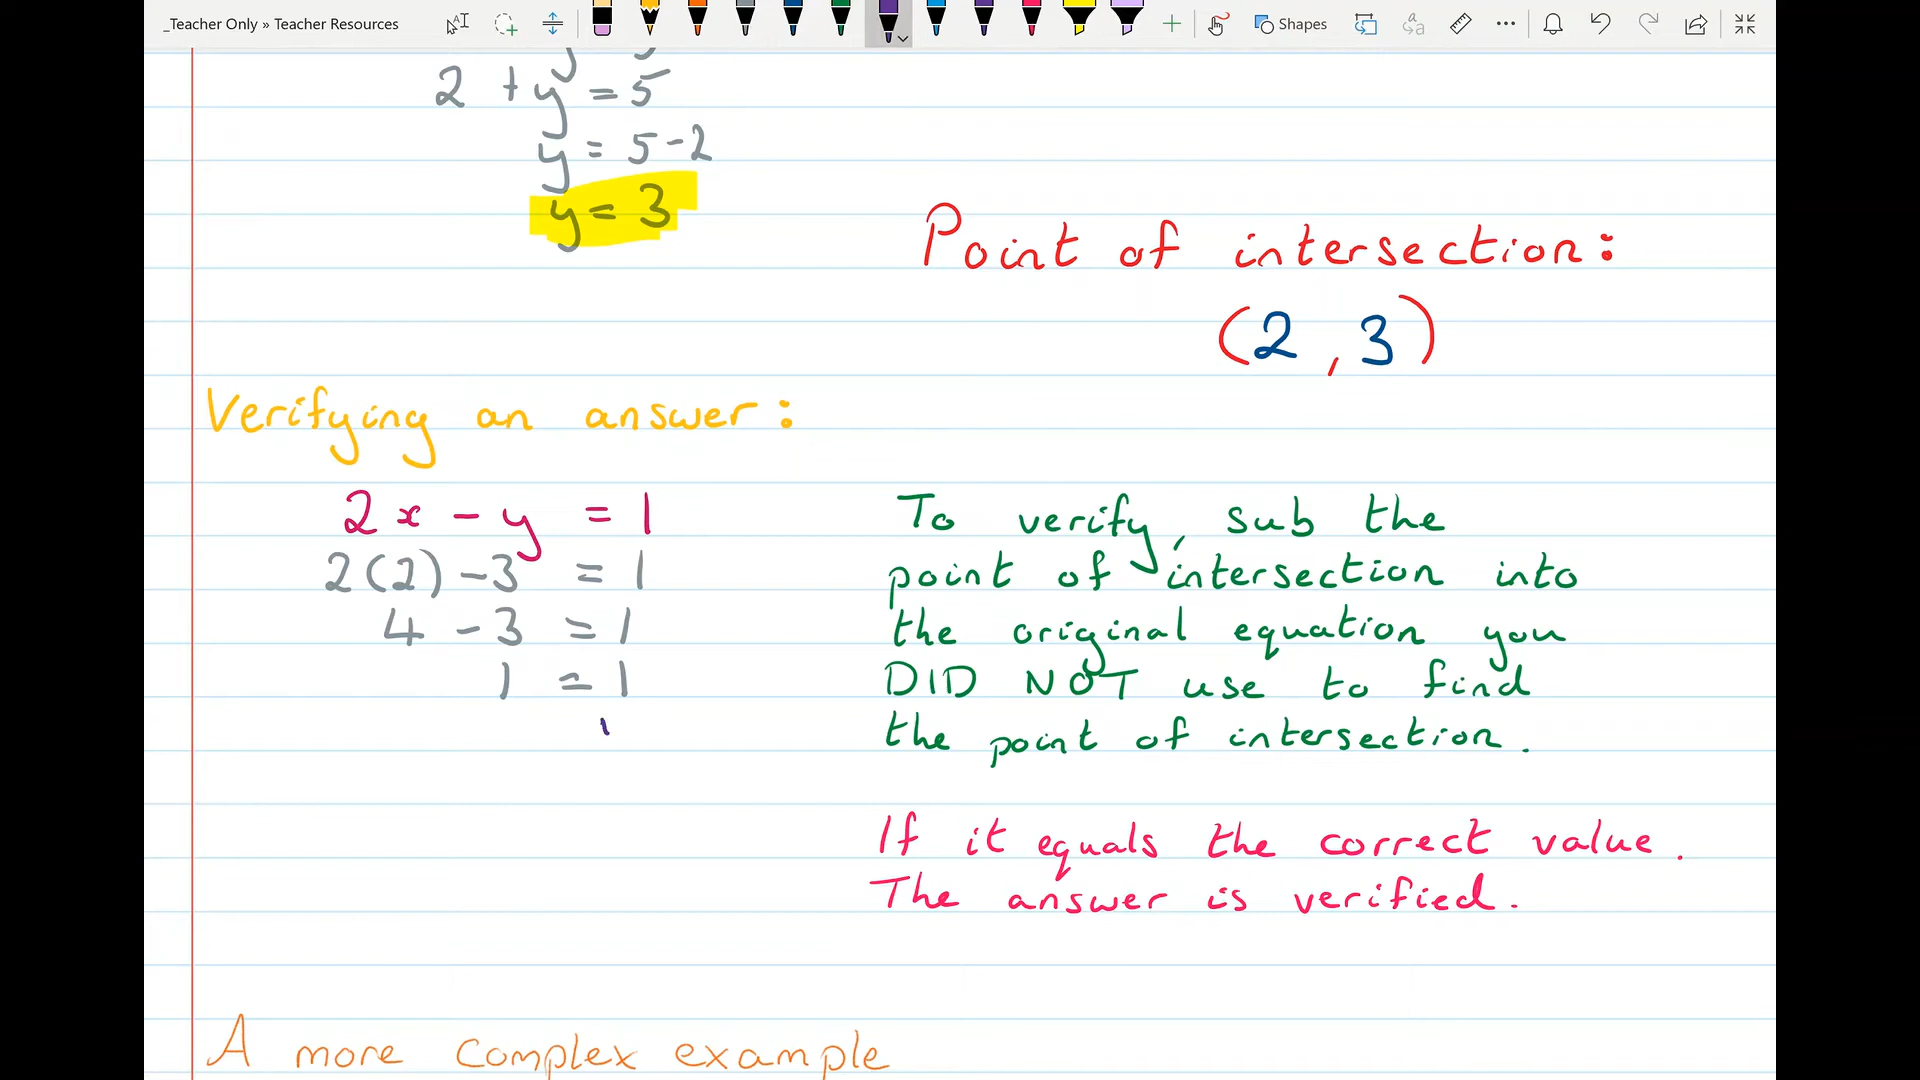 _Teacher Only » Teacher Resources
Shapes
2 + y = 5
y = 5 - 2
y = 3
Point of intersection:
(2 , 3)
Verifying an answer:
2x - y = 1
2(2) - 3 = 1
4 - 3 = 1
1 = 1
To verify, sub the
point of intersection into
the original equation you
DID NOT use to find
the point of intersection.
If it equals the correct value.
The answer is verified.
A more complex example